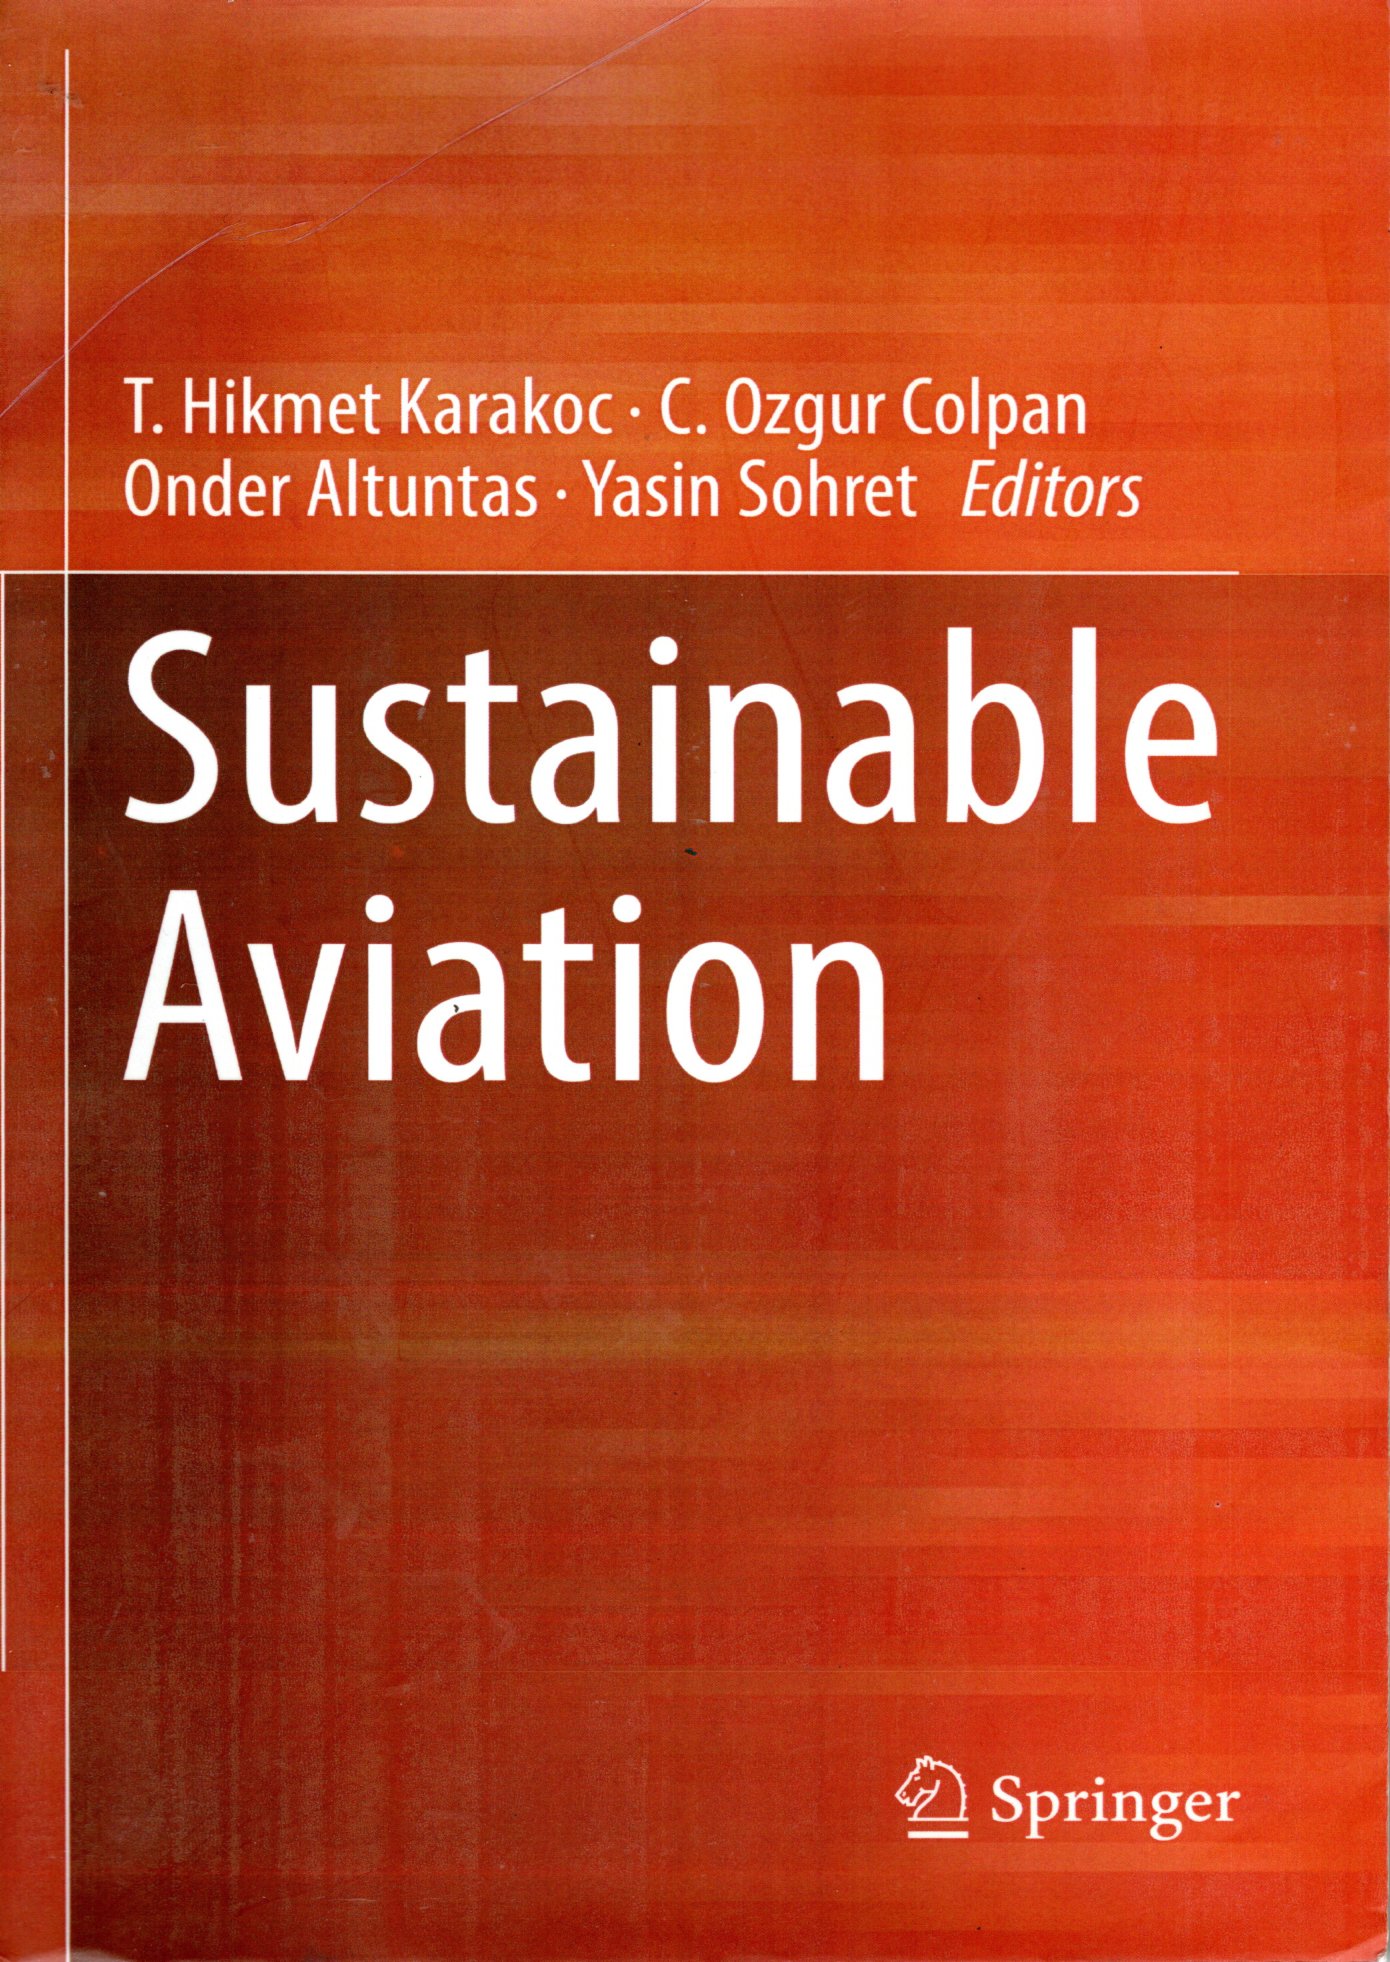 T. Hikmet Karakoc · C. Ozgur Colpan
Onder Altuntas · Yasin Sohret Editors
Sustainable
Aviation
Springer